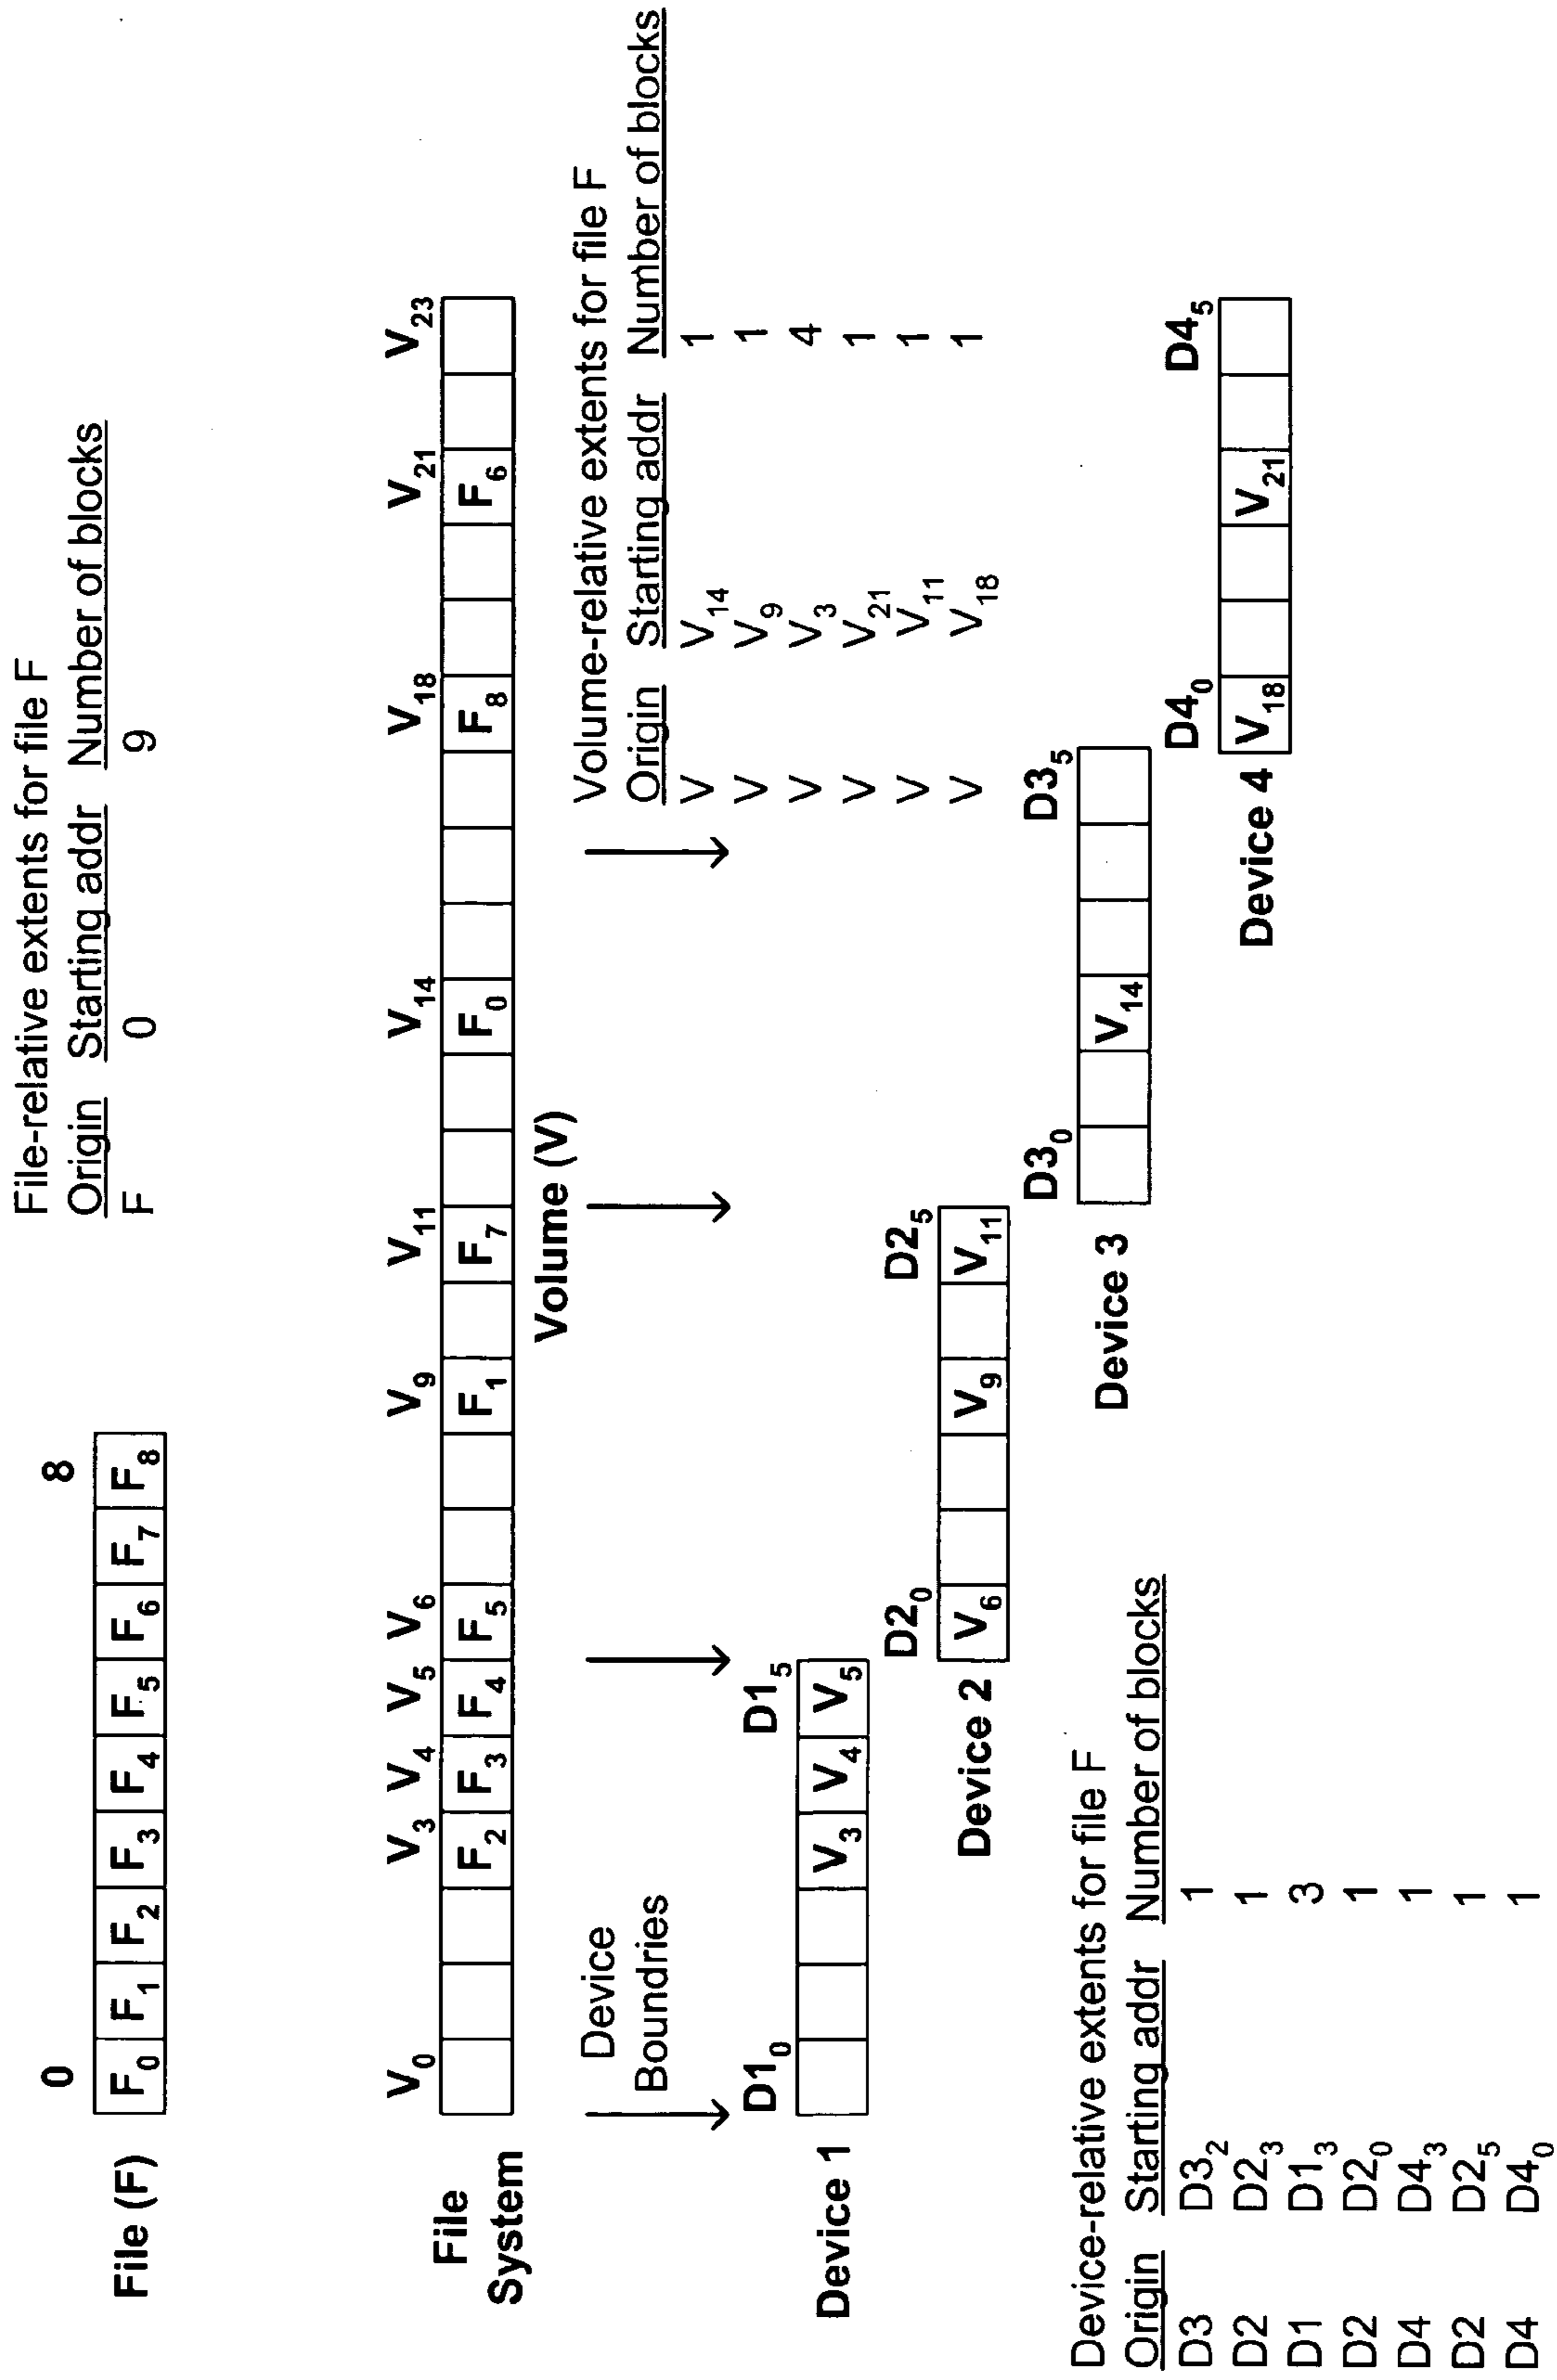 File-relative extents for file F
Origin Starting addr Number of blocks
F 0 9
0 8
File (F) F0 F1 F2 F3 F4 F5 F6 F7 F8
V0 V3 V4 V5 V6 V9 V11 V14 V18 V21 V23
File System
F2 F3 F4 F5 F1 F7 F0 F8 F6
Volume (V)
Device
Boundries
Volume-relative extents for file F
Origin Starting addr Number of blocks
V V14 1
V V9 1
V V3 4
V V21 1
V V11 1
V V18 1
D10 D15
Device 1 V3 V4 V5
D20 D25
V6 V9 V11
Device 2
D30 D35
V14
Device 3
D40 D45
V18 V21
Device 4
Device-relative extents for file F
Origin Starting addr Number of blocks
D3 D32 1
D2 D23 1
D1 D13 3
D2 D20 1
D4 D43 1
D2 D25 1
D4 D40 1